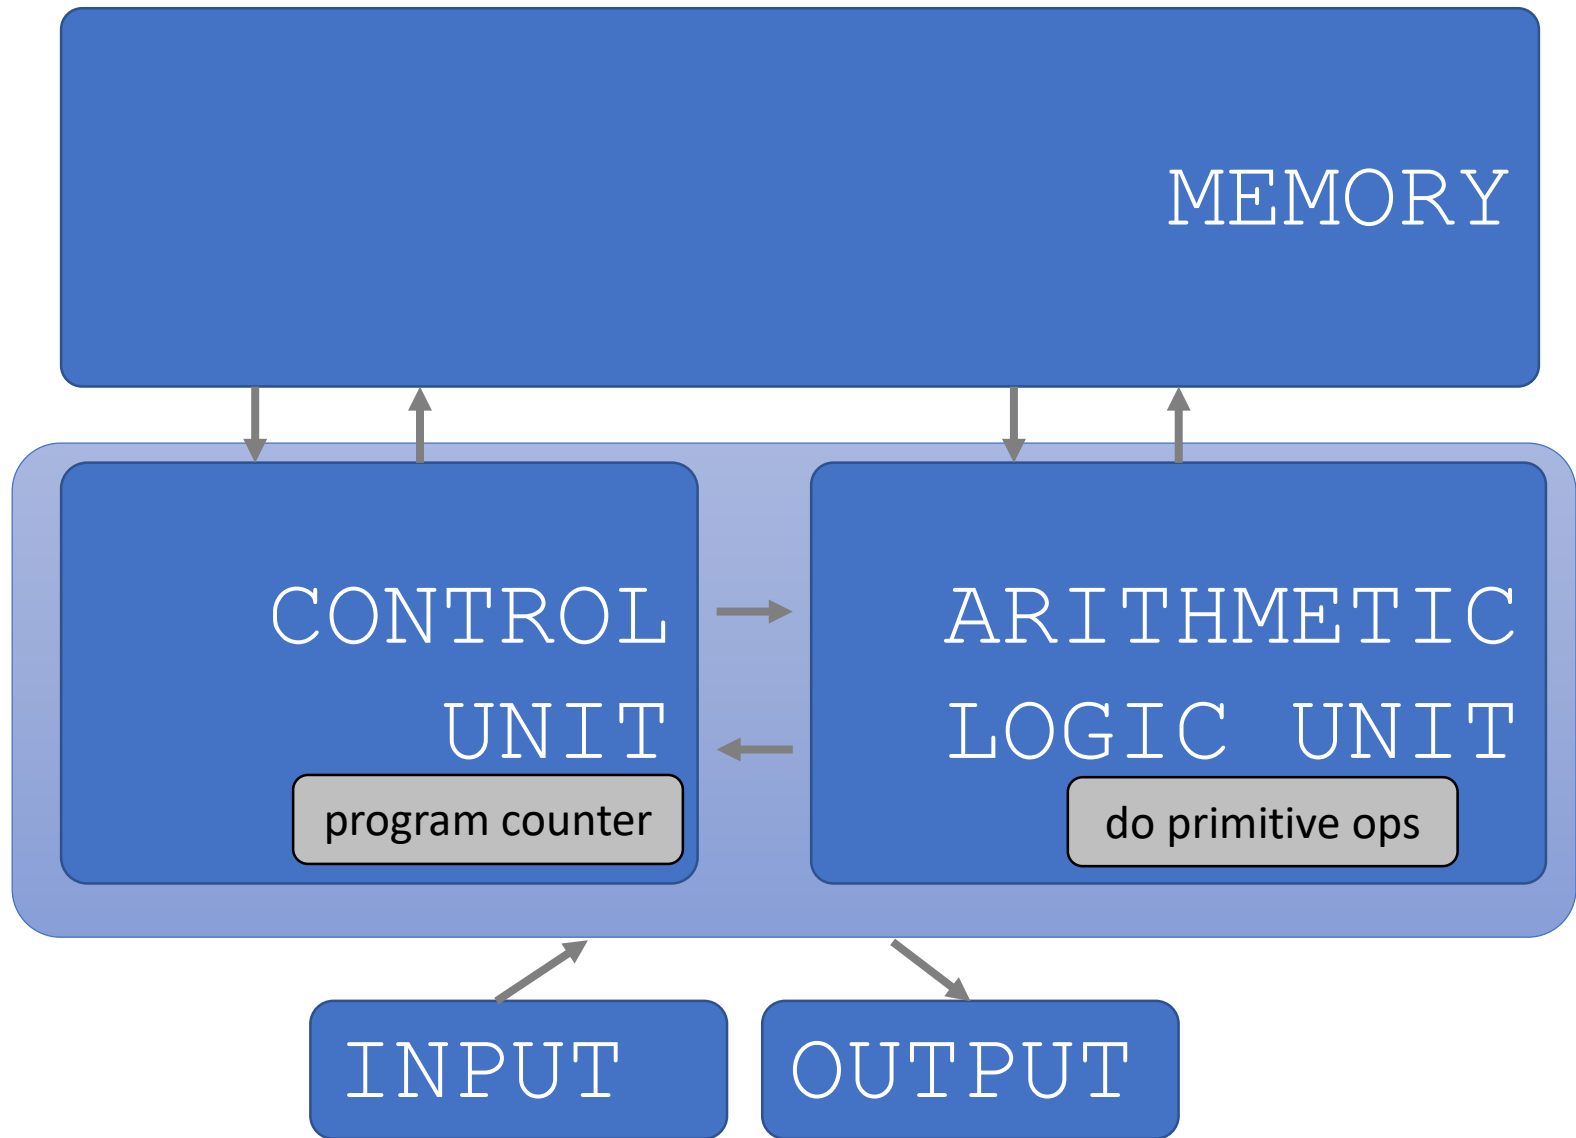 MEMORY
CONTROL
UNIT
program counter
ARITHMETIC
LOGIC UNIT
do primitive ops
INPUT
OUTPUT